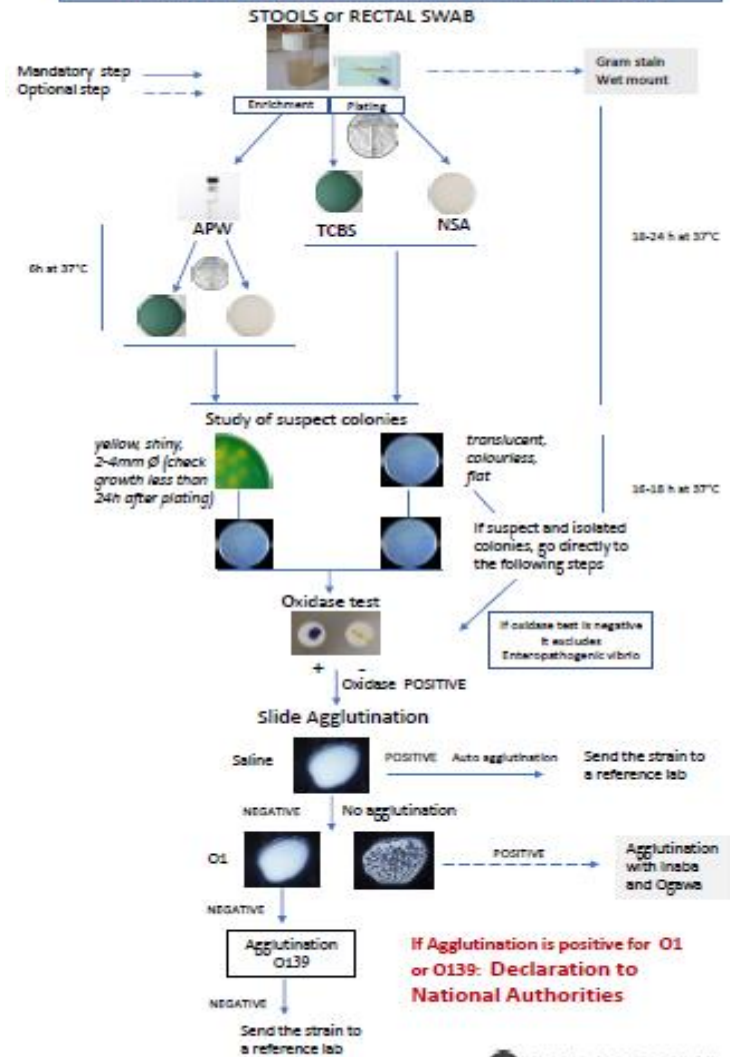 STOOLS or RECTAL SWAB
Mandatory step
Optional step
Gram stain
Wet mount
Enrichment
Plating
APW
TCBS
NSA
18-24 h at 37°C
6h at 37°C
Study of suspect colonies
yellow, shiny,
2-4mm Ø (check
growth less than
24h after plating)
translucent,
colourless,
flat
16-18 h at 37°C
If suspect and isolated
colonies, go directly to
the following steps
Oxidase test
If oxidase test is negative
It excludes
Enteropathogenic vibrio
+ -
Oxidase POSITIVE
Slide Agglutination
Saline
POSITIVE Auto agglutination
Send the strain to
a reference lab
NEGATIVE No agglutination
O1
POSITIVE
Agglutination
with Inaba
and Ogawa
NEGATIVE
Agglutination
O139
If Agglutination is positive for O1
or O139: Declaration to
National Authorities
NEGATIVE
Send the strain to
a reference lab